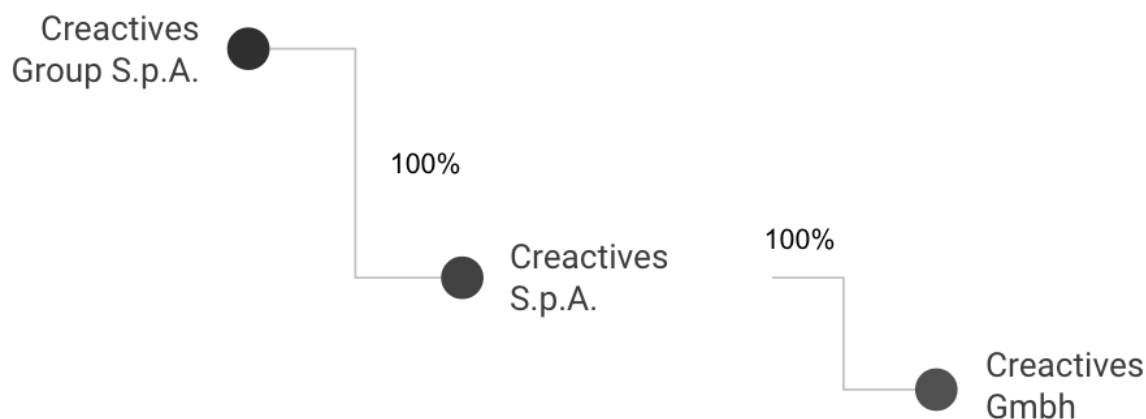 Creactives
Group S.p.A.
100%
100%
Creactives
S.p.A.
Creactives
Gmbh